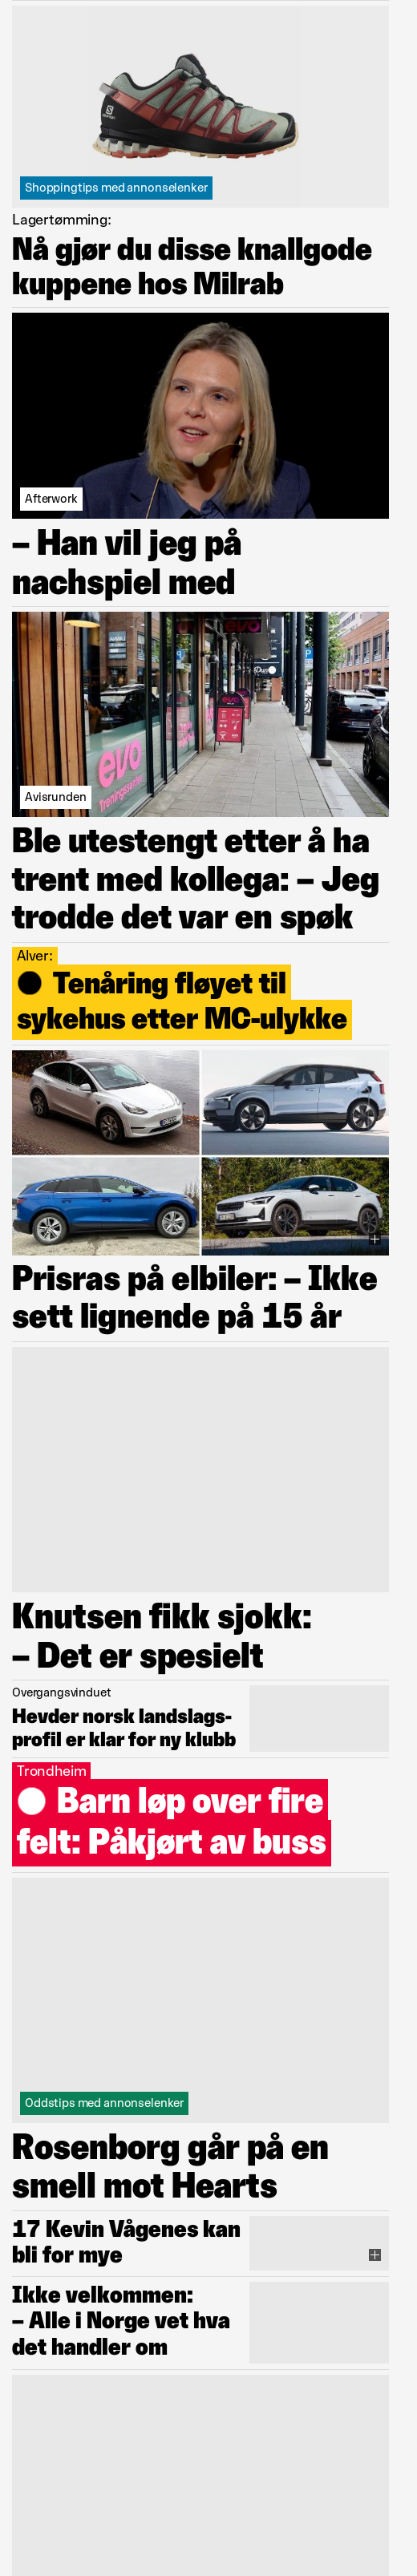 Shoppingtips med annonselenker
Lagertømming:
Nå gjør du disse knallgode
kuppene hos Milrab
Afterwork
– Han vil jeg på
nachspiel med
evo
evo
evo
Treningssenter
Avisrunden
Ble utestengt etter å ha
trent med kollega: – Jeg
trodde det var en spøk
Alver:
Tenåring fløyet til
sykehus etter MC-ulykke
Prisras på elbiler: – Ikke
sett lignende på 15 år
Knutsen fikk sjokk:
– Det er spesielt
Overgangsvinduet
Hevder norsk landslags-
profil er klar for ny klubb
Trondheim
Barn løp over fire
felt: Påkjørt av buss
Oddstips med annonselenker
Rosenborg går på en
smell mot Hearts
17 Kevin Vågenes kan
bli for mye
Ikke velkommen:
– Alle i Norge vet hva
det handler om